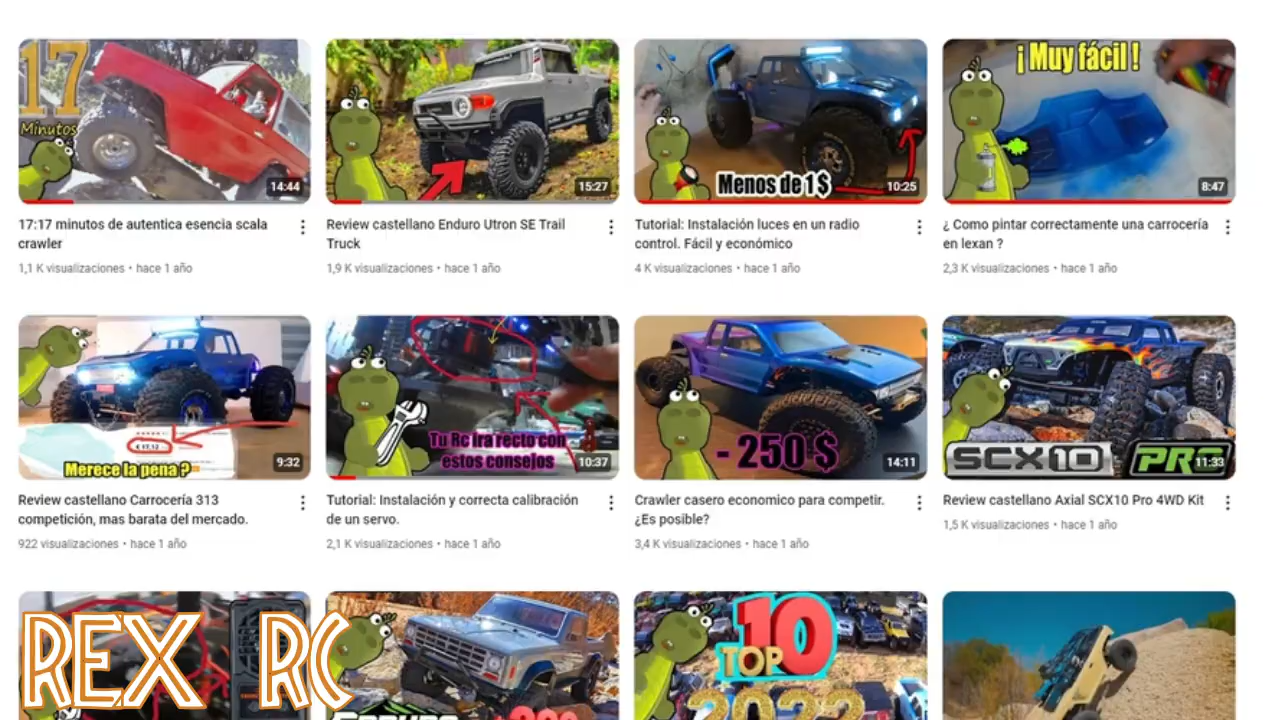 17
Minutos
14:44
15:27
Menos de 1$
10:25
¡ Muy fácil !
8:47
17:17 minutos de autentica esencia scala
crawler
1,1 K visualizaciones • hace 1 año
Review castellano Enduro Utron SE Trail
Truck
1,9 K visualizaciones • hace 1 año
Tutorial: Instalación luces en un radio
control. Fácil y económico
4 K visualizaciones • hace 1 año
¿ Como pintar correctamente una carrocería
en lexan ?
2,3 K visualizaciones • hace 1 año
Merece la pena ?
9:32
Tu Rc ira recto con
estos consejos
10:37
- 250 $
14:11
SCX10 PRO
11:33
Review castellano Carrocería 313
competición, mas barata del mercado.
922 visualizaciones • hace 1 año
Tutorial: Instalación y correcta calibración
de un servo.
2,1 K visualizaciones • hace 1 año
Crawler casero economico para competir.
¿Es posible?
3,4 K visualizaciones • hace 1 año
Review castellano Axial SCX10 Pro 4WD Kit
1,5 K visualizaciones • hace 1 año
REX RC
TOP 10
2022